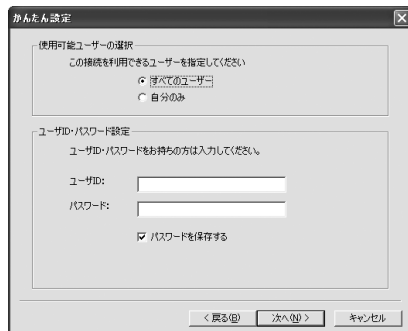 かんたん設定
使用可能ユーザーの選択
この接続を利用できるユーザーを指定してください
すべてのユーザー
自分のみ
ユーザID・パスワード設定
ユーザID・パスワードをお持ちの方は入力してください。
ユーザID:
パスワード:
パスワードを保存する
< 戻る(B) 次へ(N) > キャンセル